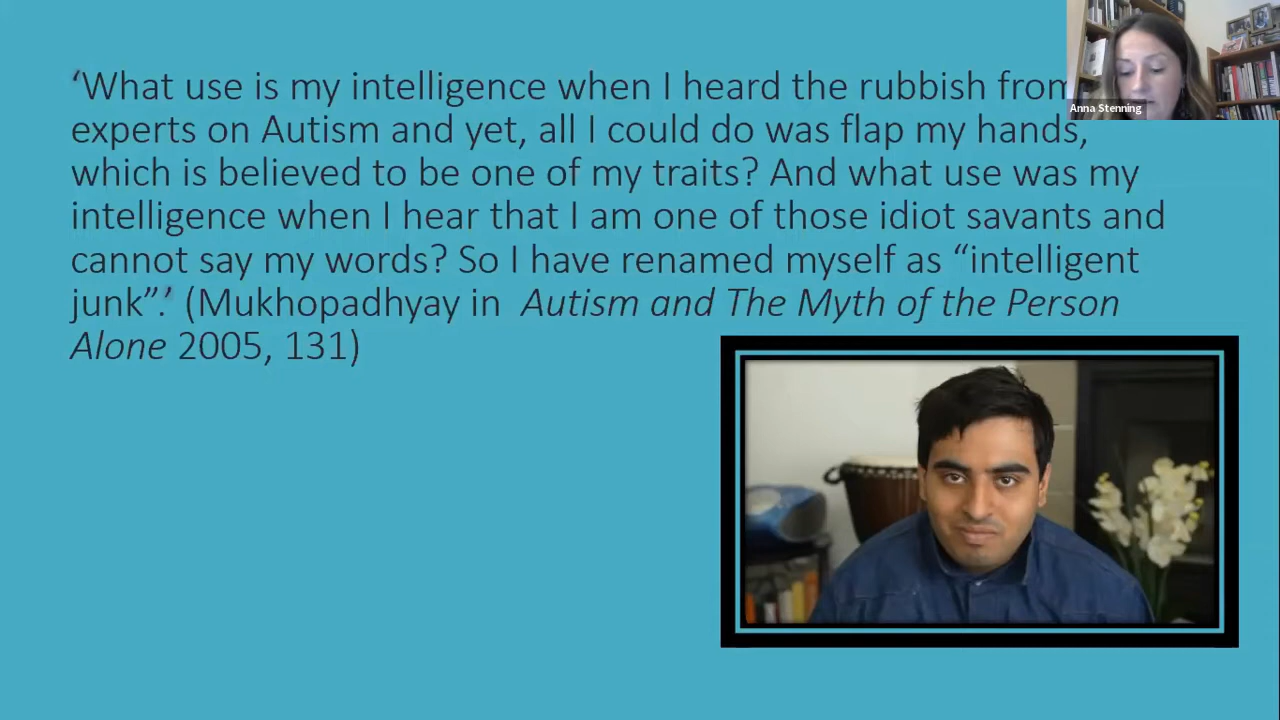 ‘What use is my intelligence when I heard the rubbish from
experts on Autism and yet, all I could do was flap my hands,
which is believed to be one of my traits? And what use was my
intelligence when I hear that I am one of those idiot savants and
cannot say my words? So I have renamed myself as “intelligent
junk”.’ (Mukhopadhyay in Autism and The Myth of the Person
Alone 2005, 131)
Anna Stenning